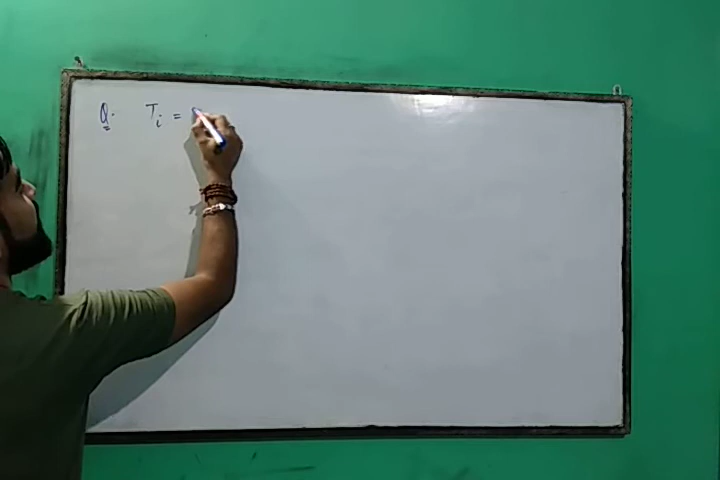 Q. Tᵢ =